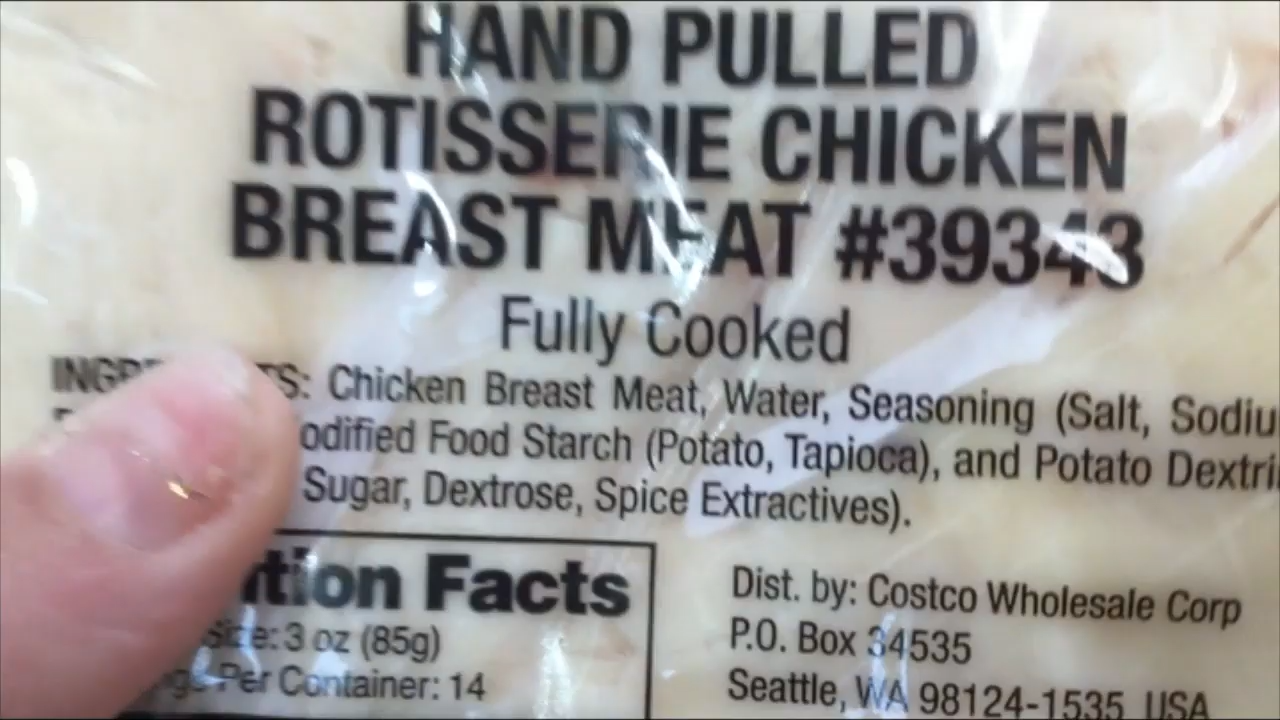 HAND PULLED
ROTISSERIE CHICKEN
BREAST MEAT #39343
Fully Cooked
Chicken Breast Meat, Water, Seasoning (Salt,
Food Starch (Potato, Tapioca), and Potato
Sugar, Dextrose, Spice Extractives).
Facts
Size: 3 oz (85g)
Per Container: 14
Dist. by: Costco Wholesale Corp
P.O. Box 34535
Seattle, WA 98124-1535 USA